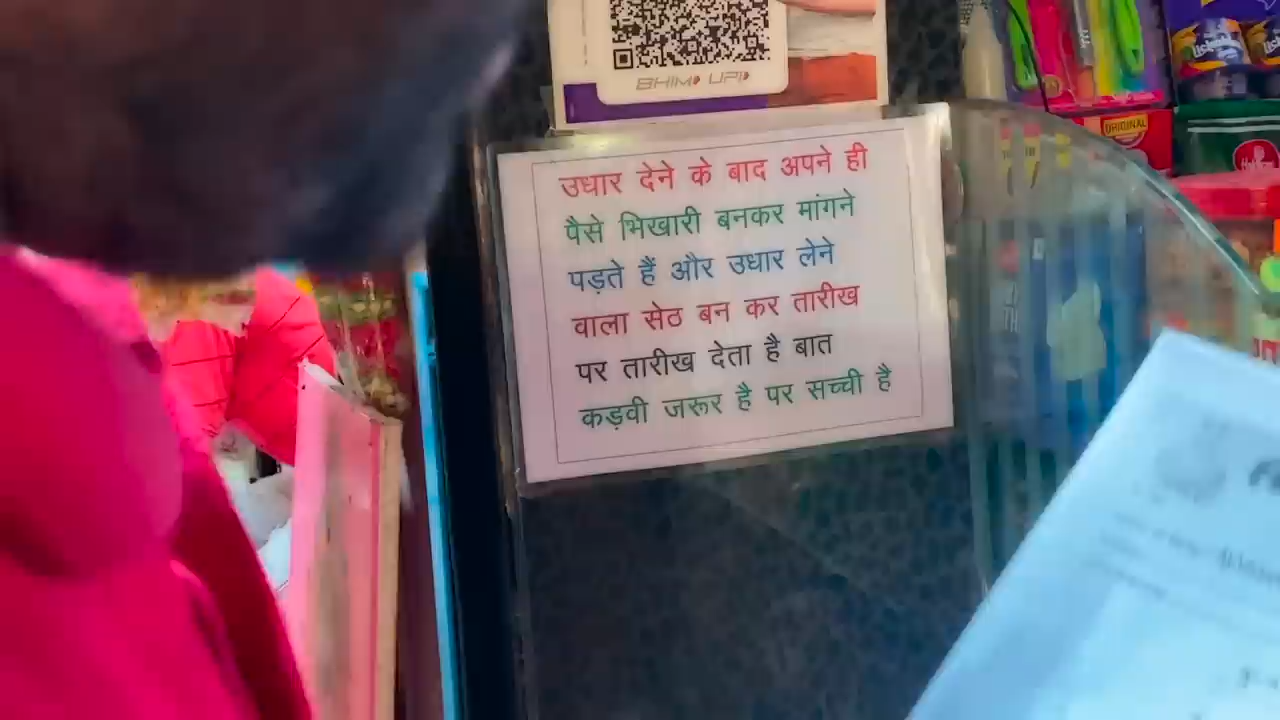 BHIM UPI
उधार देने के बाद अपने ही
पैसे भिखारी बनकर मांगने
पड़ते हैं और उधार लेने
वाला सेठ बन कर तारीख
पर तारीख देता है बात
कड़वी जरूर है पर सच्ची है
ORIGINAL